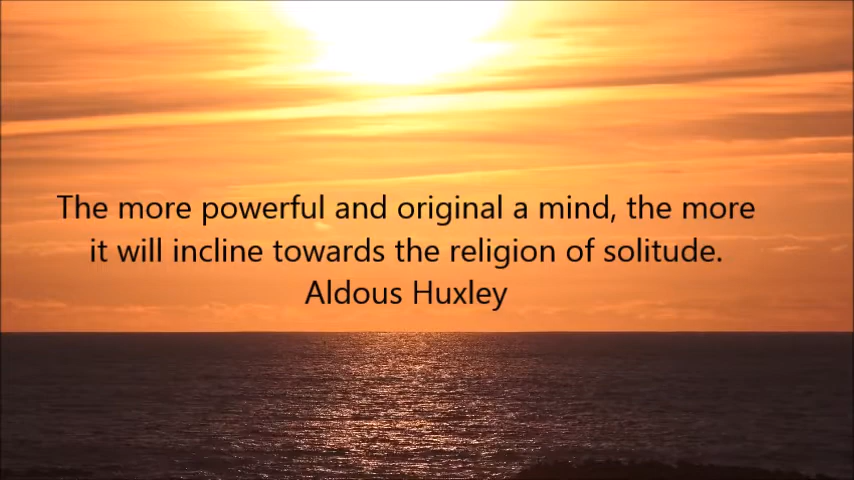 The more powerful and original a mind, the more
it will incline towards the religion of solitude.
Aldous Huxley